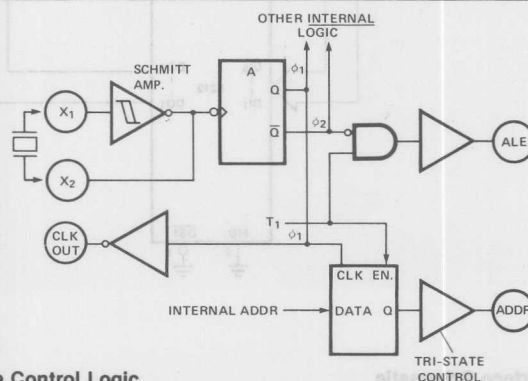 OTHER INTERNAL
LOGIC
SCHMITT
AMP.
A
Q
ϕ1
X1
Q̅
ϕ2
ALE
X2
T1
CLK
OUT
ϕ1
CLK EN.
INTERNAL ADDR
DATA Q
ADDR
TRI-STATE
CONTROL
Control Logic